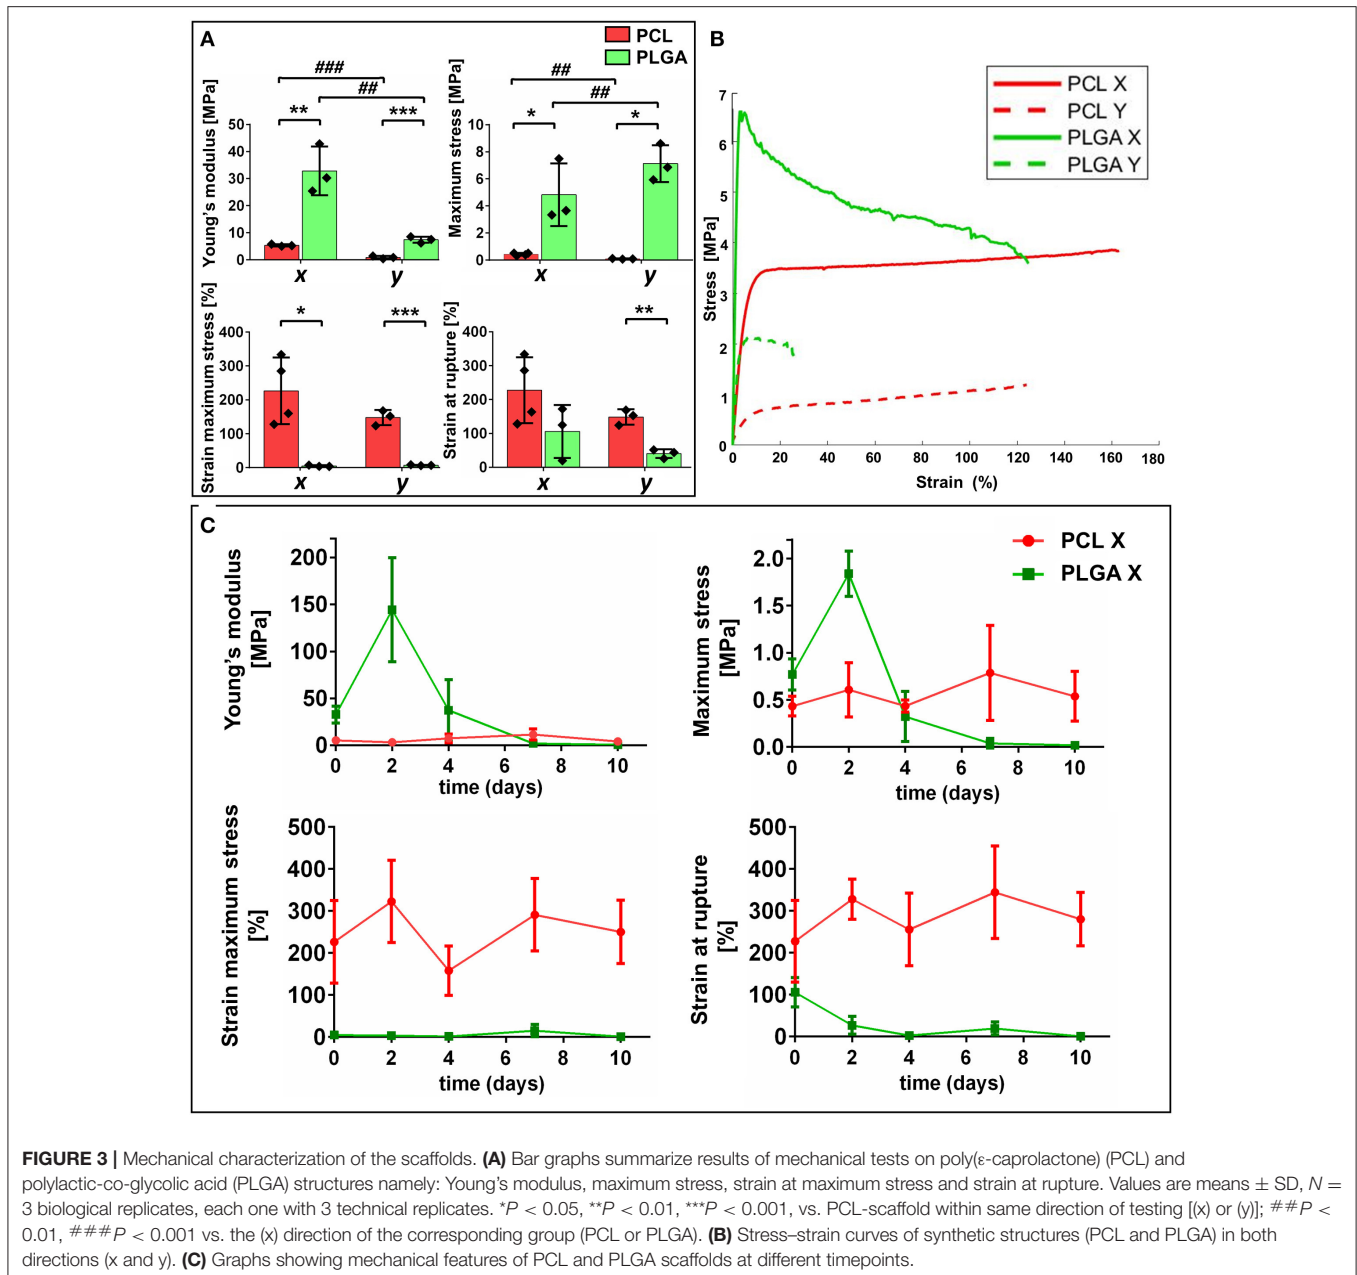 A
PCL
PLGA
###
##
**
***
Young's modulus [MPa]
50
40
30
20
10
0
x
y
##
##
*
*
Maximum stress [MPa]
10
8
6
4
2
0
x
y
*
***
Strain maximum stress [%]
400
300
200
100
0
x
y
**
Strain at rupture [%]
400
300
200
100
0
x
y
B
PCL X
PCL Y
PLGA X
PLGA Y
Stress [MPa]
7
6
5
4
3
2
1
0
0 20 40 60 80 100 120 140 160 180
Strain (%)
C
PCL X
PLGA X
Young's modulus
[MPa]
200
150
100
50
0
0 2 4 6 8 10
time (days)
Maximum stress
[MPa]
2.0
1.5
1.0
0.5
0.0
0 2 4 6 8 10
time (days)
Strain maximum stress
[%]
500
400
300
200
100
0
0 2 4 6 8 10
time (days)
Strain at rupture
[%]
500
400
300
200
100
0
0 2 4 6 8 10
time (days)
FIGURE 3 | Mechanical characterization of the scaffolds. (A) Bar graphs summarize results of mechanical tests on poly(ε-caprolactone) (PCL) and
polylactic-co-glycolic acid (PLGA) structures namely: Young's modulus, maximum stress, strain at maximum stress and strain at rupture. Values are means ± SD, N =
3 biological replicates, each one with 3 technical replicates. *P < 0.05, **P < 0.01, ***P < 0.001, vs. PCL-scaffold within same direction of testing [(x) or (y)]; ##P <
0.01, ###P < 0.001 vs. the (x) direction of the corresponding group (PCL or PLGA). (B) Stress–strain curves of synthetic structures (PCL and PLGA) in both
directions (x and y). (C) Graphs showing mechanical features of PCL and PLGA scaffolds at different timepoints.